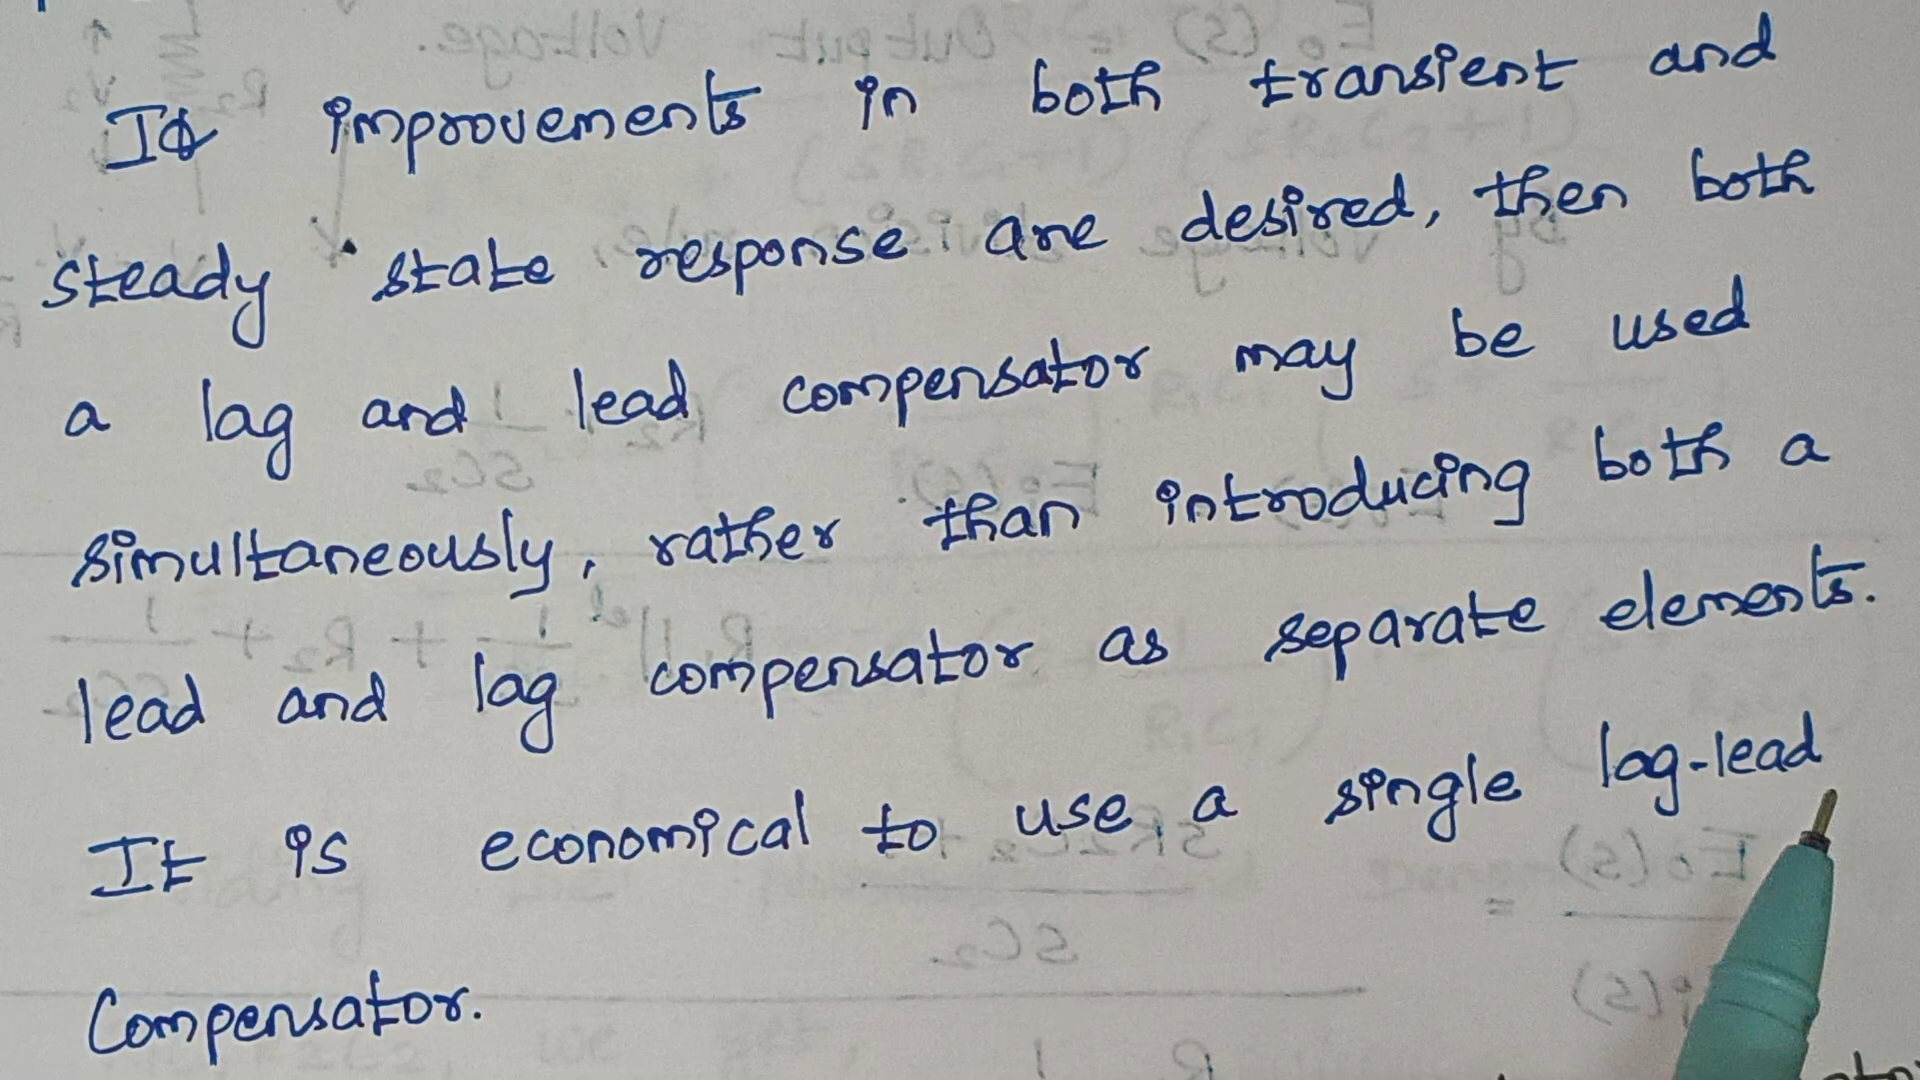 If improvements in both transient and
steady state response are desired, then both
a lag and lead compensator may be used
simultaneously, rather than introducing both a
lead and lag compensator as separate elements.
It is economical to use a single lag-lead
Compensator.